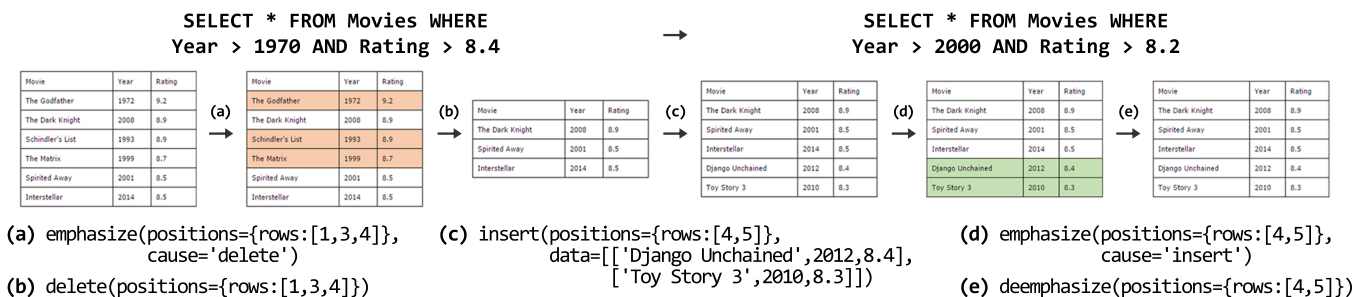 SELECT * FROM Movies WHERE
Year > 1970 AND Rating > 8.4
→
SELECT * FROM Movies WHERE
Year > 2000 AND Rating > 8.2
Movie Year Rating
The Godfather 1972 9.2
The Dark Knight 2008 8.9
Schindler's List 1993 8.9
The Matrix 1999 8.7
Spirited Away 2001 8.5
Interstellar 2014 8.5
(a)
→
Movie Year Rating
The Godfather 1972 9.2
The Dark Knight 2008 8.9
Schindler's List 1993 8.9
The Matrix 1999 8.7
Spirited Away 2001 8.5
Interstellar 2014 8.5
(b)
→
Movie Year Rating
The Dark Knight 2008 8.9
Spirited Away 2001 8.5
Interstellar 2014 8.5
(c)
→
Movie Year Rating
The Dark Knight 2008 8.9
Spirited Away 2001 8.5
Interstellar 2014 8.5
Django Unchained 2012 8.4
Toy Story 3 2010 8.3
(d)
→
Movie Year Rating
The Dark Knight 2008 8.9
Spirited Away 2001 8.5
Interstellar 2014 8.5
Django Unchained 2012 8.4
Toy Story 3 2010 8.3
(e)
→
Movie Year Rating
The Dark Knight 2008 8.9
Spirited Away 2001 8.5
Interstellar 2014 8.5
Django Unchained 2012 8.4
Toy Story 3 2010 8.3
(a) emphasize(positions={rows:[1,3,4]},
cause='delete')
(b) delete(positions={rows:[1,3,4]})
(c) insert(positions={rows:[4,5]},
data=[['Django Unchained',2012,8.4],
['Toy Story 3',2010,8.3]])
(d) emphasize(positions={rows:[4,5]},
cause='insert')
(e) deemphasize(positions={rows:[4,5]})